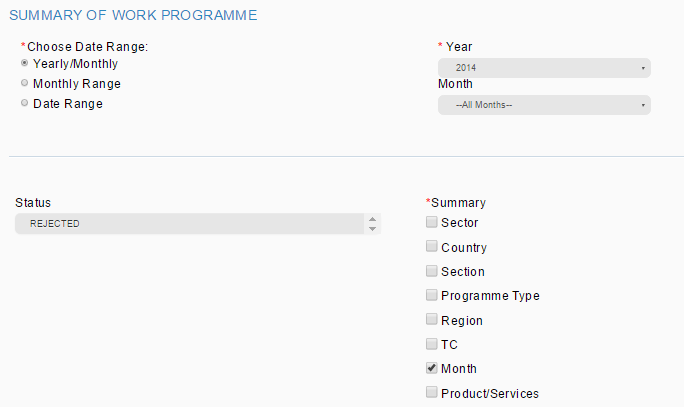 SUMMARY OF WORK PROGRAMME
*Choose Date Range:
Yearly/Monthly
Monthly Range
Date Range
* Year
2014
Month
--All Months--
Status
REJECTED
*Summary
Sector
Country
Section
Programme Type
Region
TC
Month
Product/Services